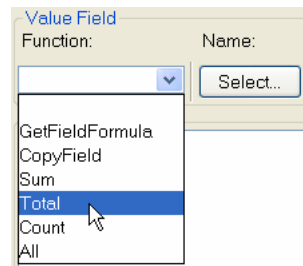 Value Field
Function: Name:
Select...
GetFieldFormula
CopyField
Sum
Total
Count
All